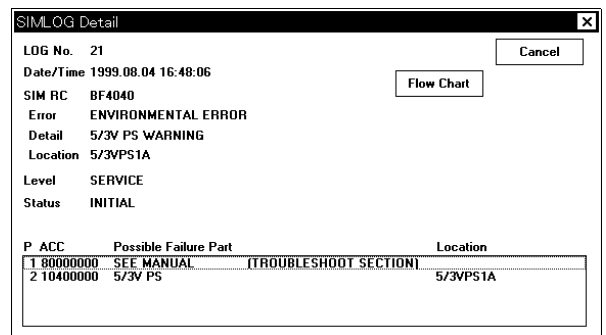 SIMLOG Detail
LOG No. 21
Cancel
Date/Time 1999.08.04 16:48:06
Flow Chart
SIM RC BF4040
Error ENVIRONMENTAL ERROR
Detail 5/3V PS WARNING
Location 5/3VPS1A
Level SERVICE
Status INITIAL
P ACC Possible Failure Part Location
1 80000000 SEE MANUAL (TROUBLESHOOT SECTION)
2 10400000 5/3V PS 5/3VPS1A